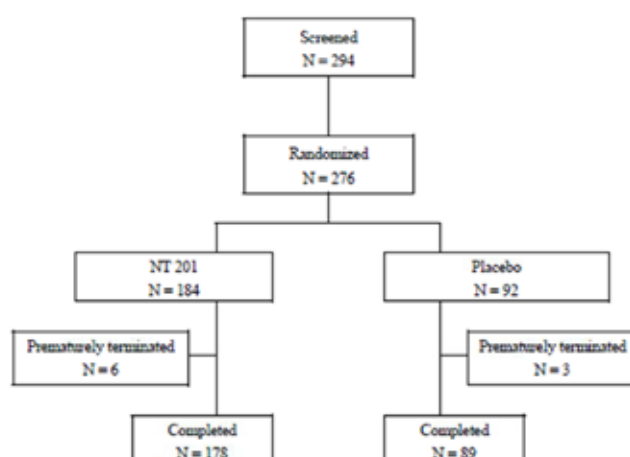 Screened
N = 294
Randomized
N = 276
NT 201
N = 184
Placebo
N = 92
Prematurely terminated
N = 6
Prematurely terminated
N = 3
Completed
N = 178
Completed
N = 89